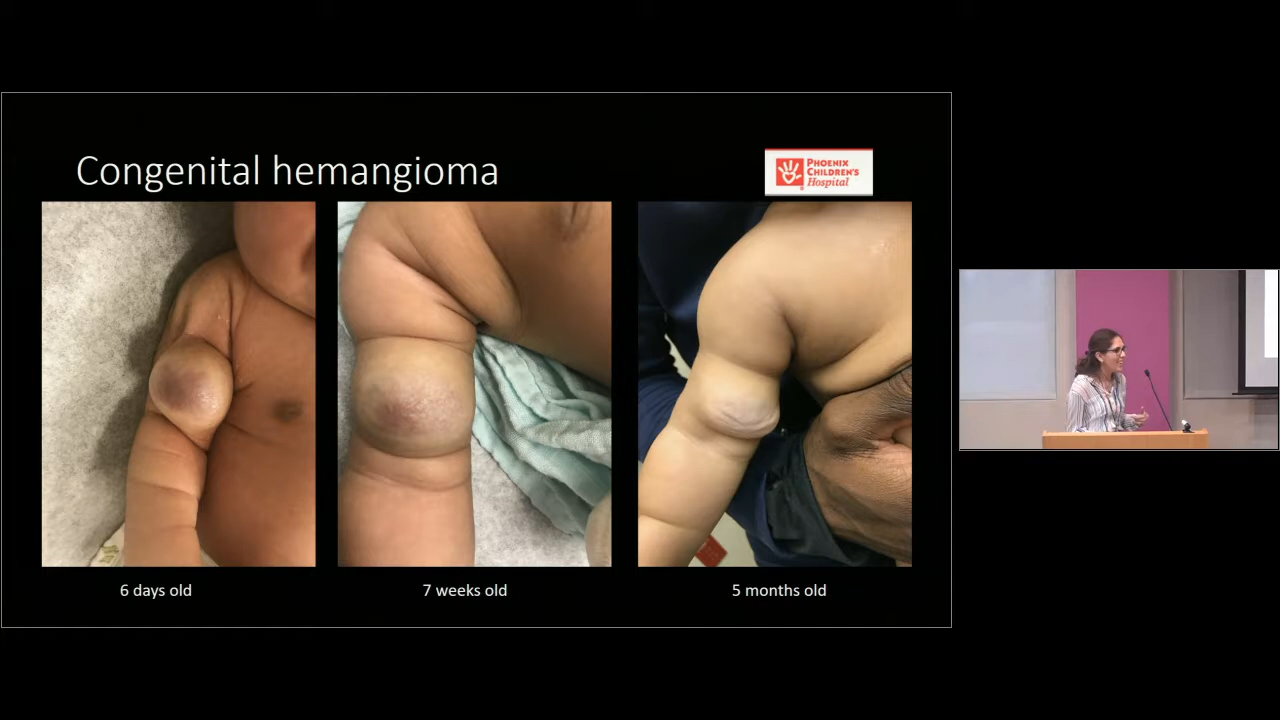 Congenital hemangioma
PHOENIX
CHILDREN'S
Hospital
6 days old
7 weeks old
5 months old